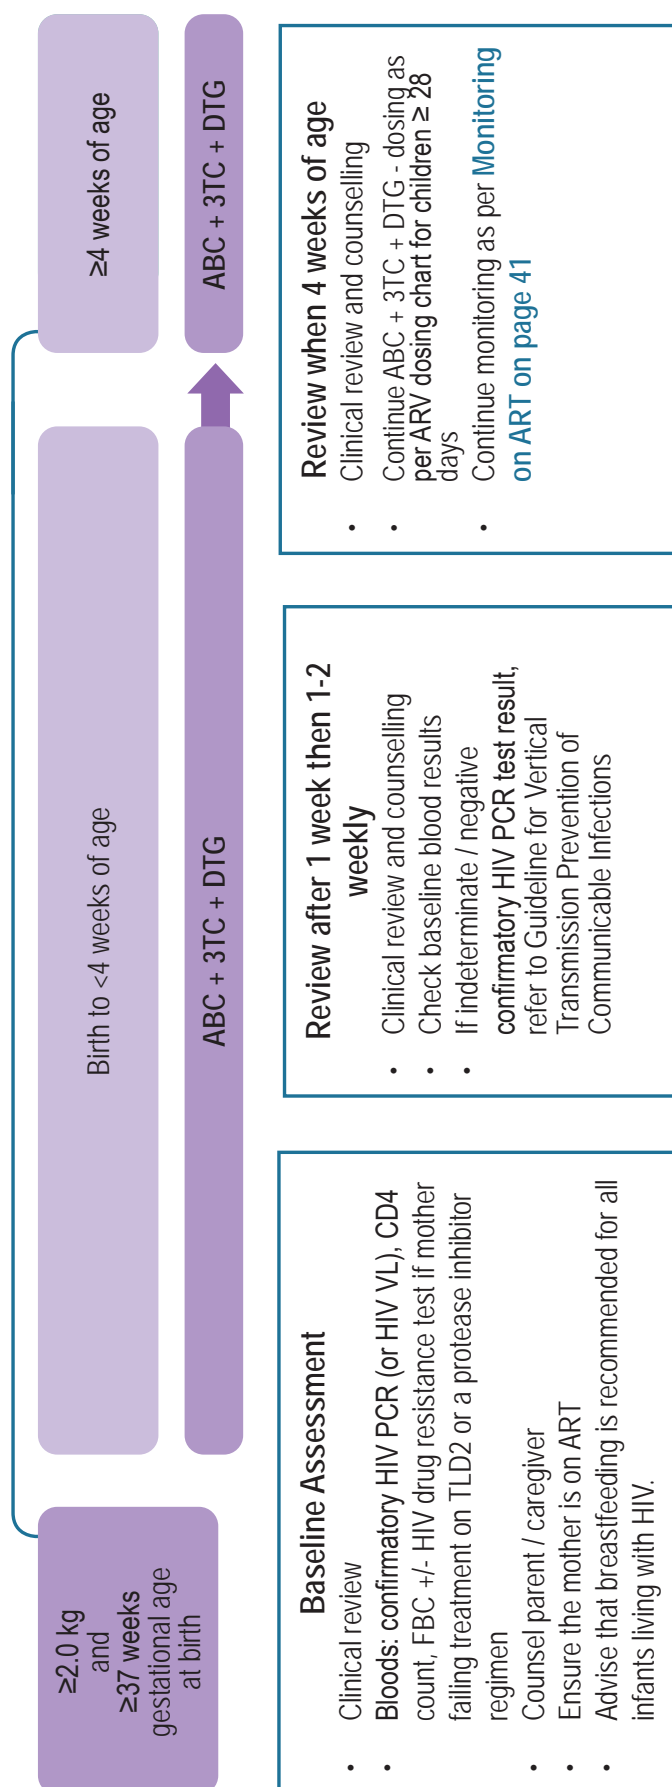 ≥2.0 kg
and
≥37 weeks
gestational age
at birth
Birth to <4 weeks of age
≥4 weeks of age
ABC + 3TC + DTG
ABC + 3TC + DTG
Baseline Assessment
• Clinical review
• Bloods: confirmatory HIV PCR (or HIV VL), CD4
count, FBC +/- HIV drug resistance test if mother
failing treatment on TLD2 or a protease inhibitor
regimen
• Counsel parent / caregiver
• Ensure the mother is on ART
• Advise that breastfeeding is recommended for all
infants living with HIV.
Review after 1 week then 1-2
weekly
• Clinical review and counselling
• Check baseline blood results
• If indeterminate / negative
confirmatory HIV PCR test result,
refer to Guideline for Vertical
Transmission Prevention of
Communicable Infections
Review when 4 weeks of age
• Clinical review and counselling
• Continue ABC + 3TC + DTG - dosing as
per ARV dosing chart for children ≥ 28
days
• Continue monitoring as per Monitoring
on ART on page 41